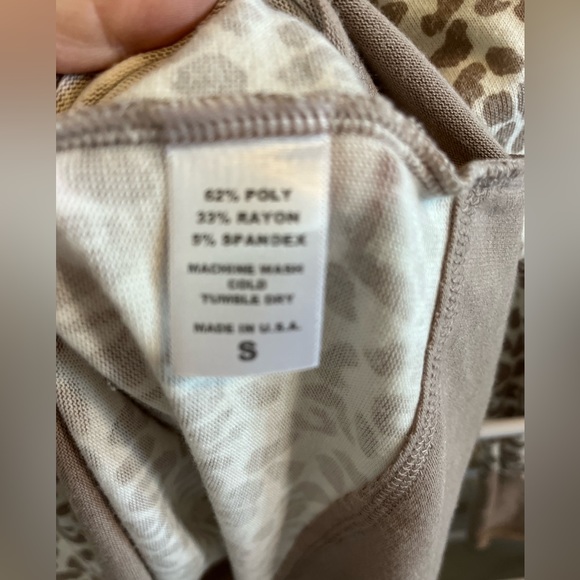 62% POLY
33% RAYON
5% SPANDEX
MACHINE WASH
COLD
TUMBLE DRY
MADE IN U.S.A.
S